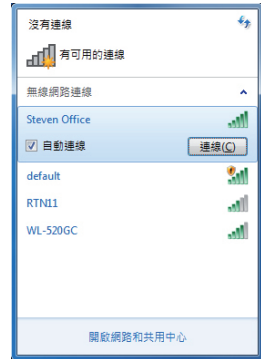 沒有連線
有可用的連線
無線網路連線
Steven Office
自動連線
連線(C)
default
RTN11
WL-520GC
開啟網路和共用中心